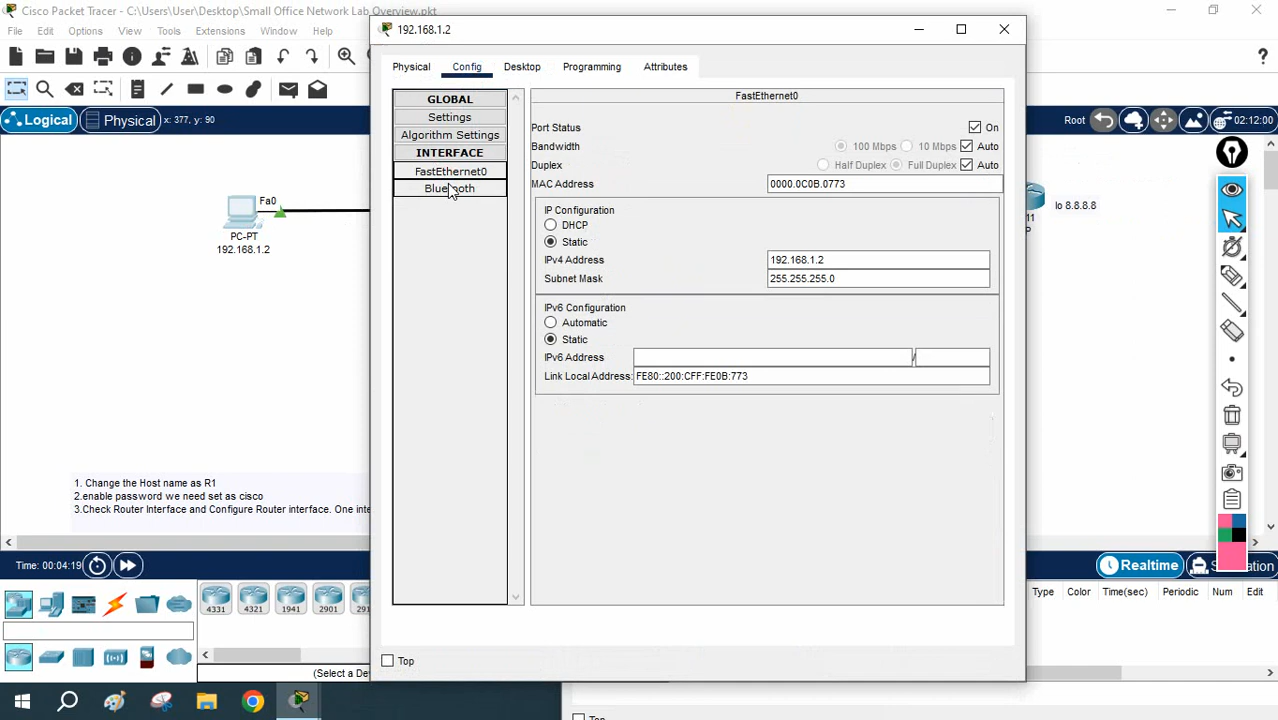 Cisco Packet Tracer - C:\Users\User\Desktop\Small Office Network Lab Overview.pkt
File Edit Options View Tools Extensions Window Help
Logical Physical x: 377, y: 90
Root 02:12:00
192.168.1.2
Physical Config Desktop Programming Attributes
GLOBAL
Settings
Algorithm Settings
INTERFACE
FastEthernet0
Bluetooth
FastEthernet0
Port Status On
Bandwidth 100 Mbps 10 Mbps Auto
Duplex Half Duplex Full Duplex Auto
MAC Address 0000.0C0B.0773
IP Configuration
DHCP
Static
IPv4 Address 192.168.1.2
Subnet Mask 255.255.255.0
IPv6 Configuration
Automatic
Static
IPv6 Address /
Link Local Address: FE80::200:CFF:FE0B:773
Top
Fa0
PC-PT
192.168.1.2
11
P
lo 8.8.8.8
1. Change the Host name as R1
2.enable password we need set as cisco
3.Check Router Interface and Configure Router interface. One inte
Time: 00:04:19
Realtime
Type Color Time(sec) Periodic Num Edit
4331 4321 1941 2901 291
(Select a De
Top